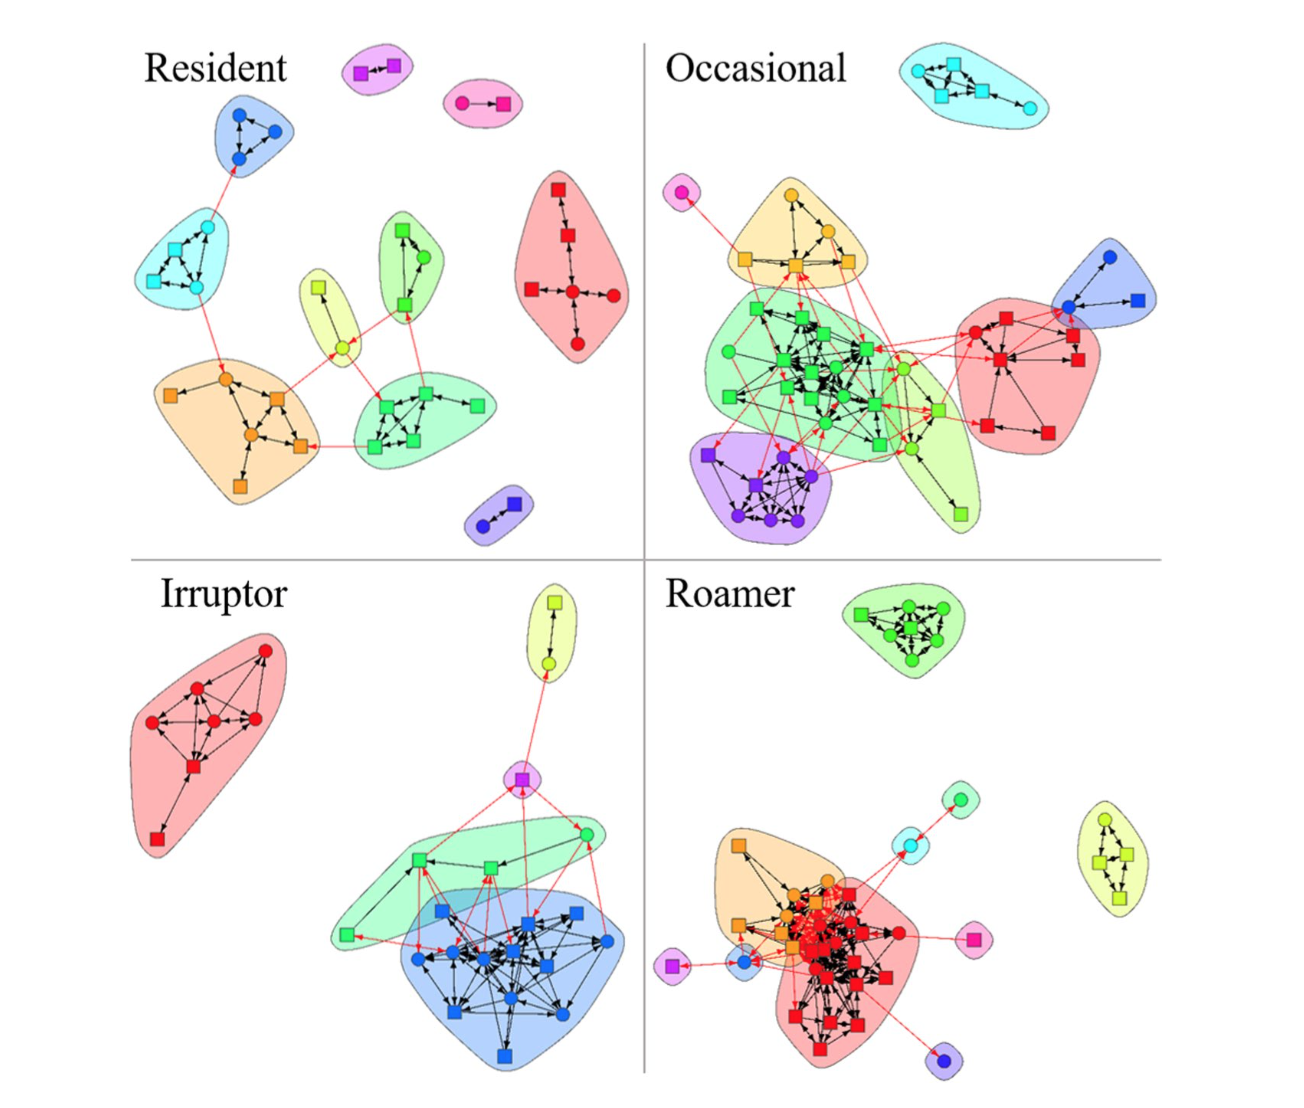 Resident
Occasional
Irruptor
Roamer